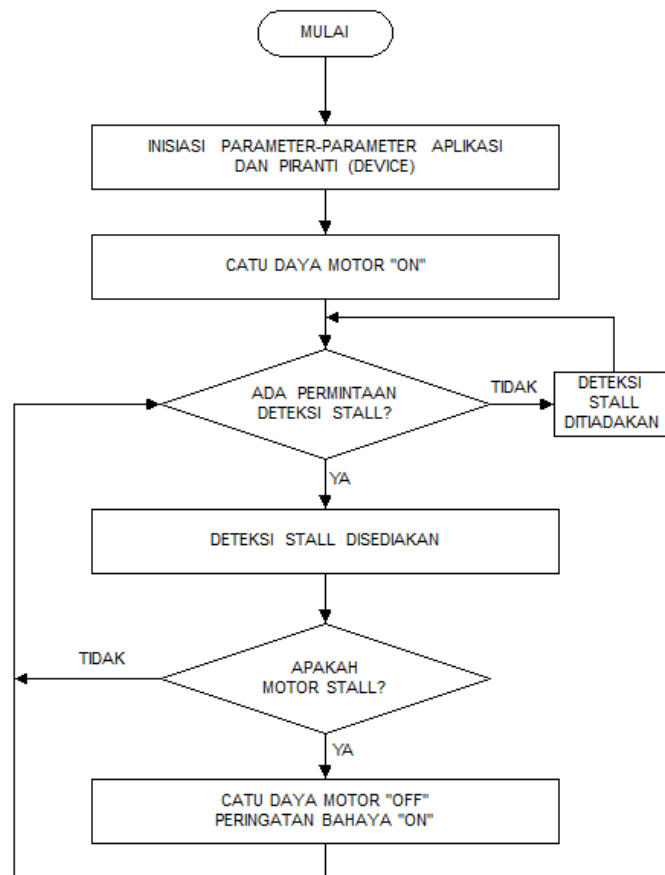 MULAI
INISIASI PARAMETER-PARAMETER APLIKASI
DAN PIRANTI (DEVICE)
CATU DAYA MOTOR "ON"
ADA PERMINTAAN
DETEKSI STALL?
TIDAK
DETEKSI
STALL
DITIADAKAN
YA
DETEKSI STALL DISEDIAKAN
TIDAK
APAKAH
MOTOR STALL?
YA
CATU DAYA MOTOR "OFF"
PERINGATAN BAHAYA "ON"